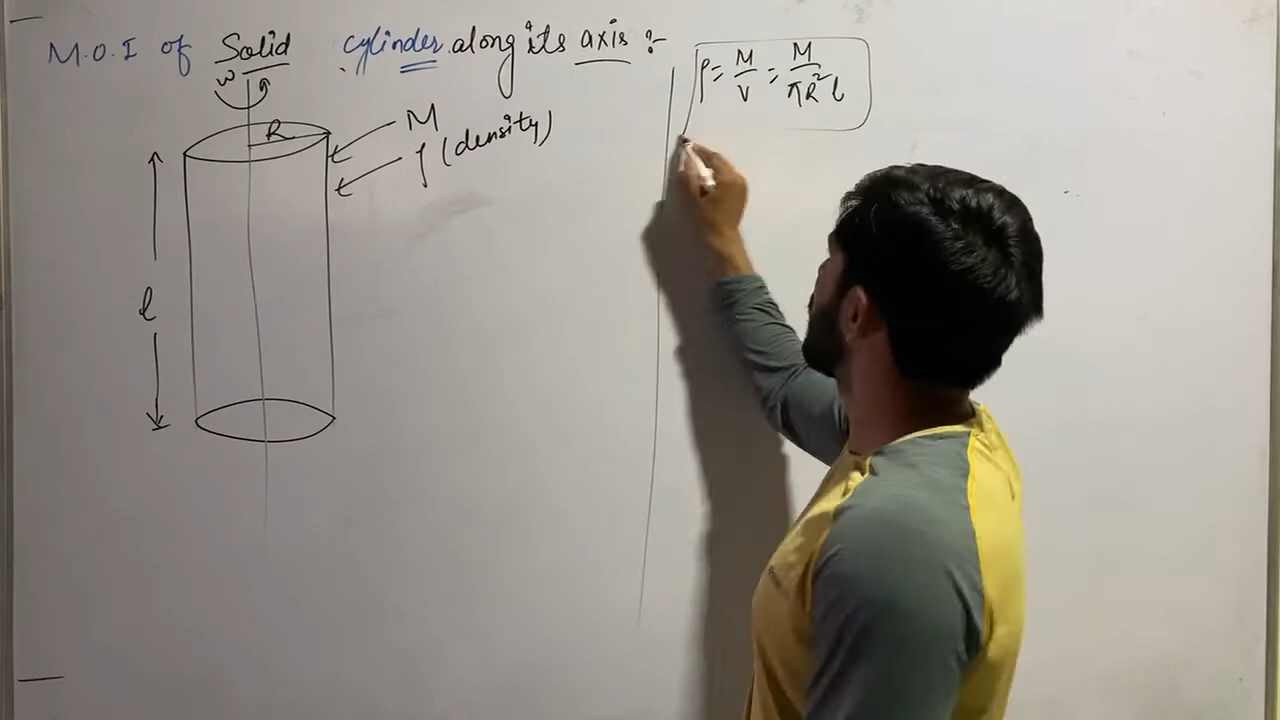 M.O.I of Solid cylinder along its axis :-
ω
R
M
ρ (density)
l
ρ = M/V = M/πR²l